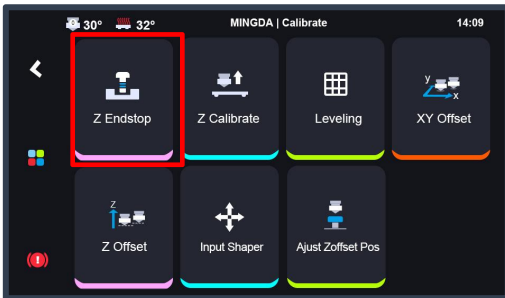 30° 32° MINGDA | Calibrate 14:09
Z Endstop Z Calibrate Leveling XY Offset
y
x
Z
Z Offset Input Shaper Ajust Zoffset Pos